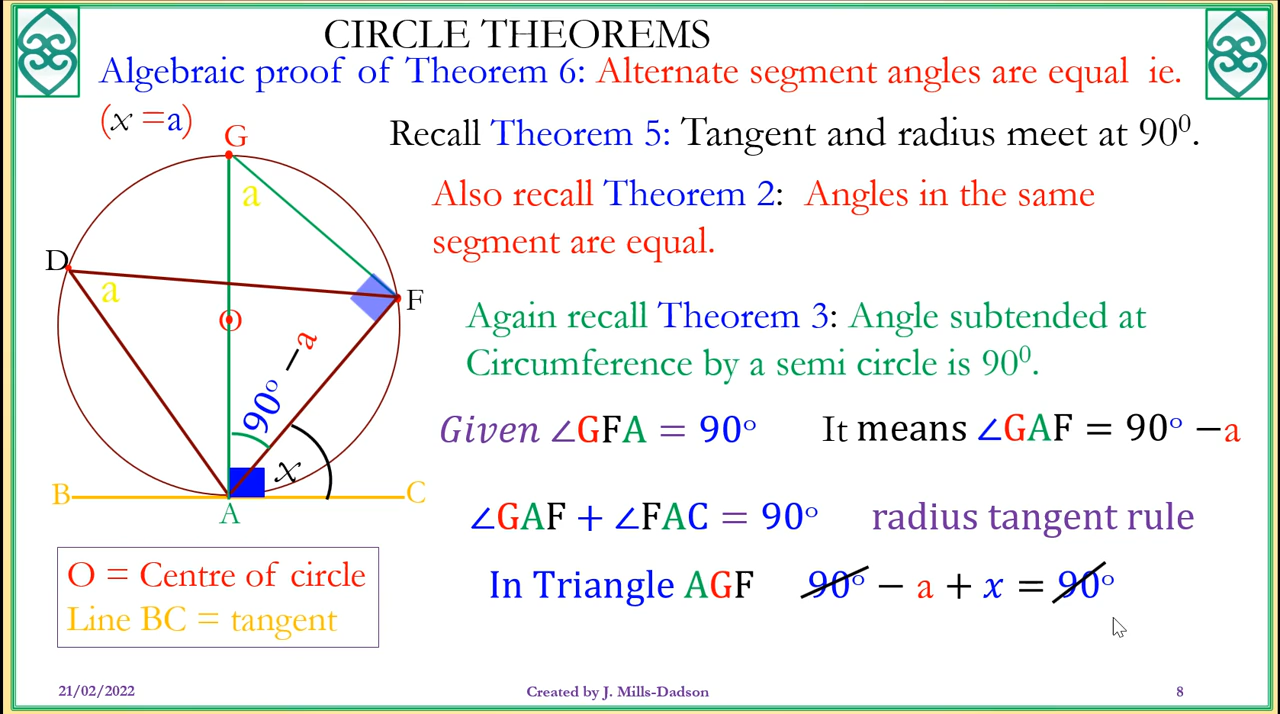 CIRCLE THEOREMS
Algebraic proof of Theorem 6: Alternate segment angles are equal ie.
(x =a)
Recall Theorem 5: Tangent and radius meet at 90⁰.
Also recall Theorem 2: Angles in the same
segment are equal.
Again recall Theorem 3: Angle subtended at
Circumference by a semi circle is 90⁰.
Given ∠GFA = 90°
It means ∠GAF = 90° −a
∠GAF + ∠FAC = 90°
radius tangent rule
In Triangle AGF
90° − a + x = 90°
G
a
D
a
F
O
90° − a
x
B
C
A
O = Centre of circle
Line BC = tangent
21/02/2022
Created by J. Mills-Dadson
8